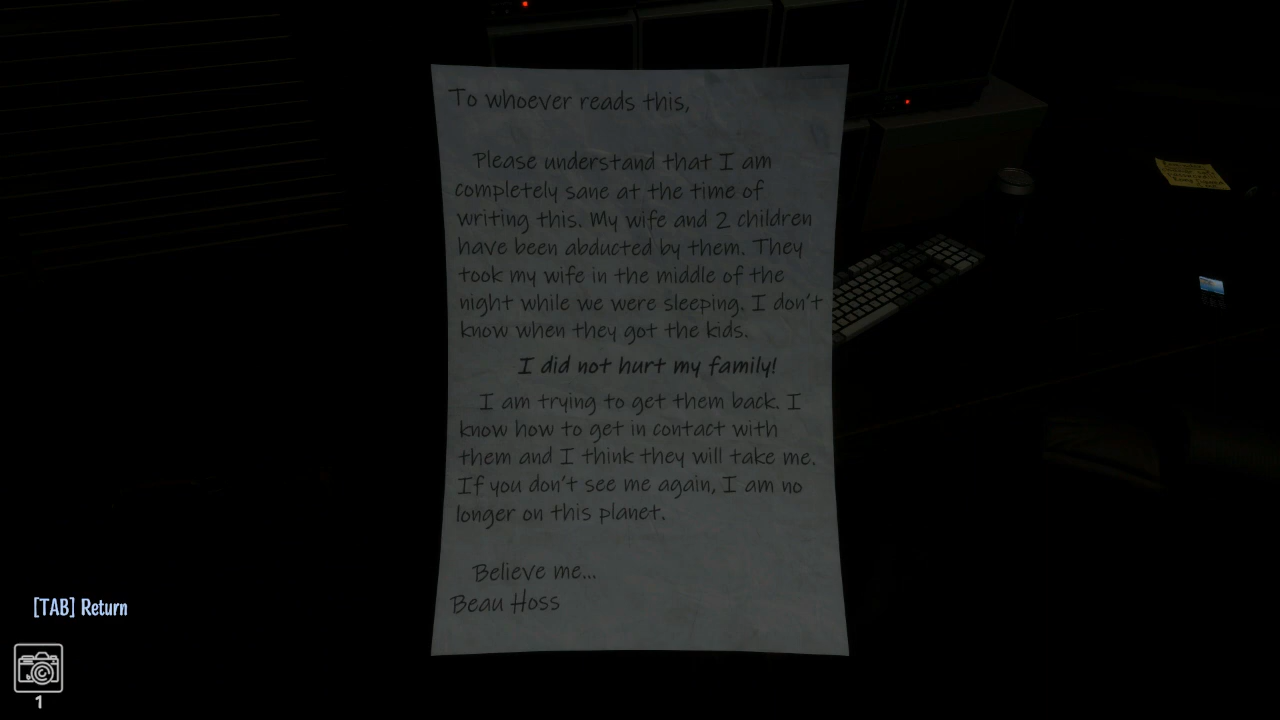 To whoever reads this,
Please understand that I am
completely sane at the time of
writing this. My wife and 2 children
have been abducted by them. They
took my wife in the middle of the
night while we were sleeping. I don't
know when they got the kids.
I did not hurt my family!
I am trying to get them back. I
know how to get in contact with
them and I think they will take me.
If you don't see me again, I am no
longer on this planet.
Believe me...
Beau Hoss
[TAB] Return
1